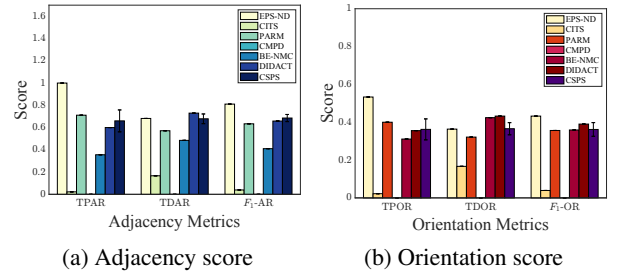 a
1.6
1.4
1.2
1
0.8
0.6
0.4
0.2
0
Score
EPS-ND
CITS
PARM
CMPD
BE-NMC
DIDACT
CSPS
TPAR TDAR F₁-AR
Adjacency Metrics
(a) Adjacency score
b
1
0.8
0.6
0.4
0.2
0
Score
EPS-ND
CITS
PARM
CMPD
BE-NMC
DIDACT
CSPS
TPOR TDOR F₁-OR
Orientation Metrics
(b) Orientation score